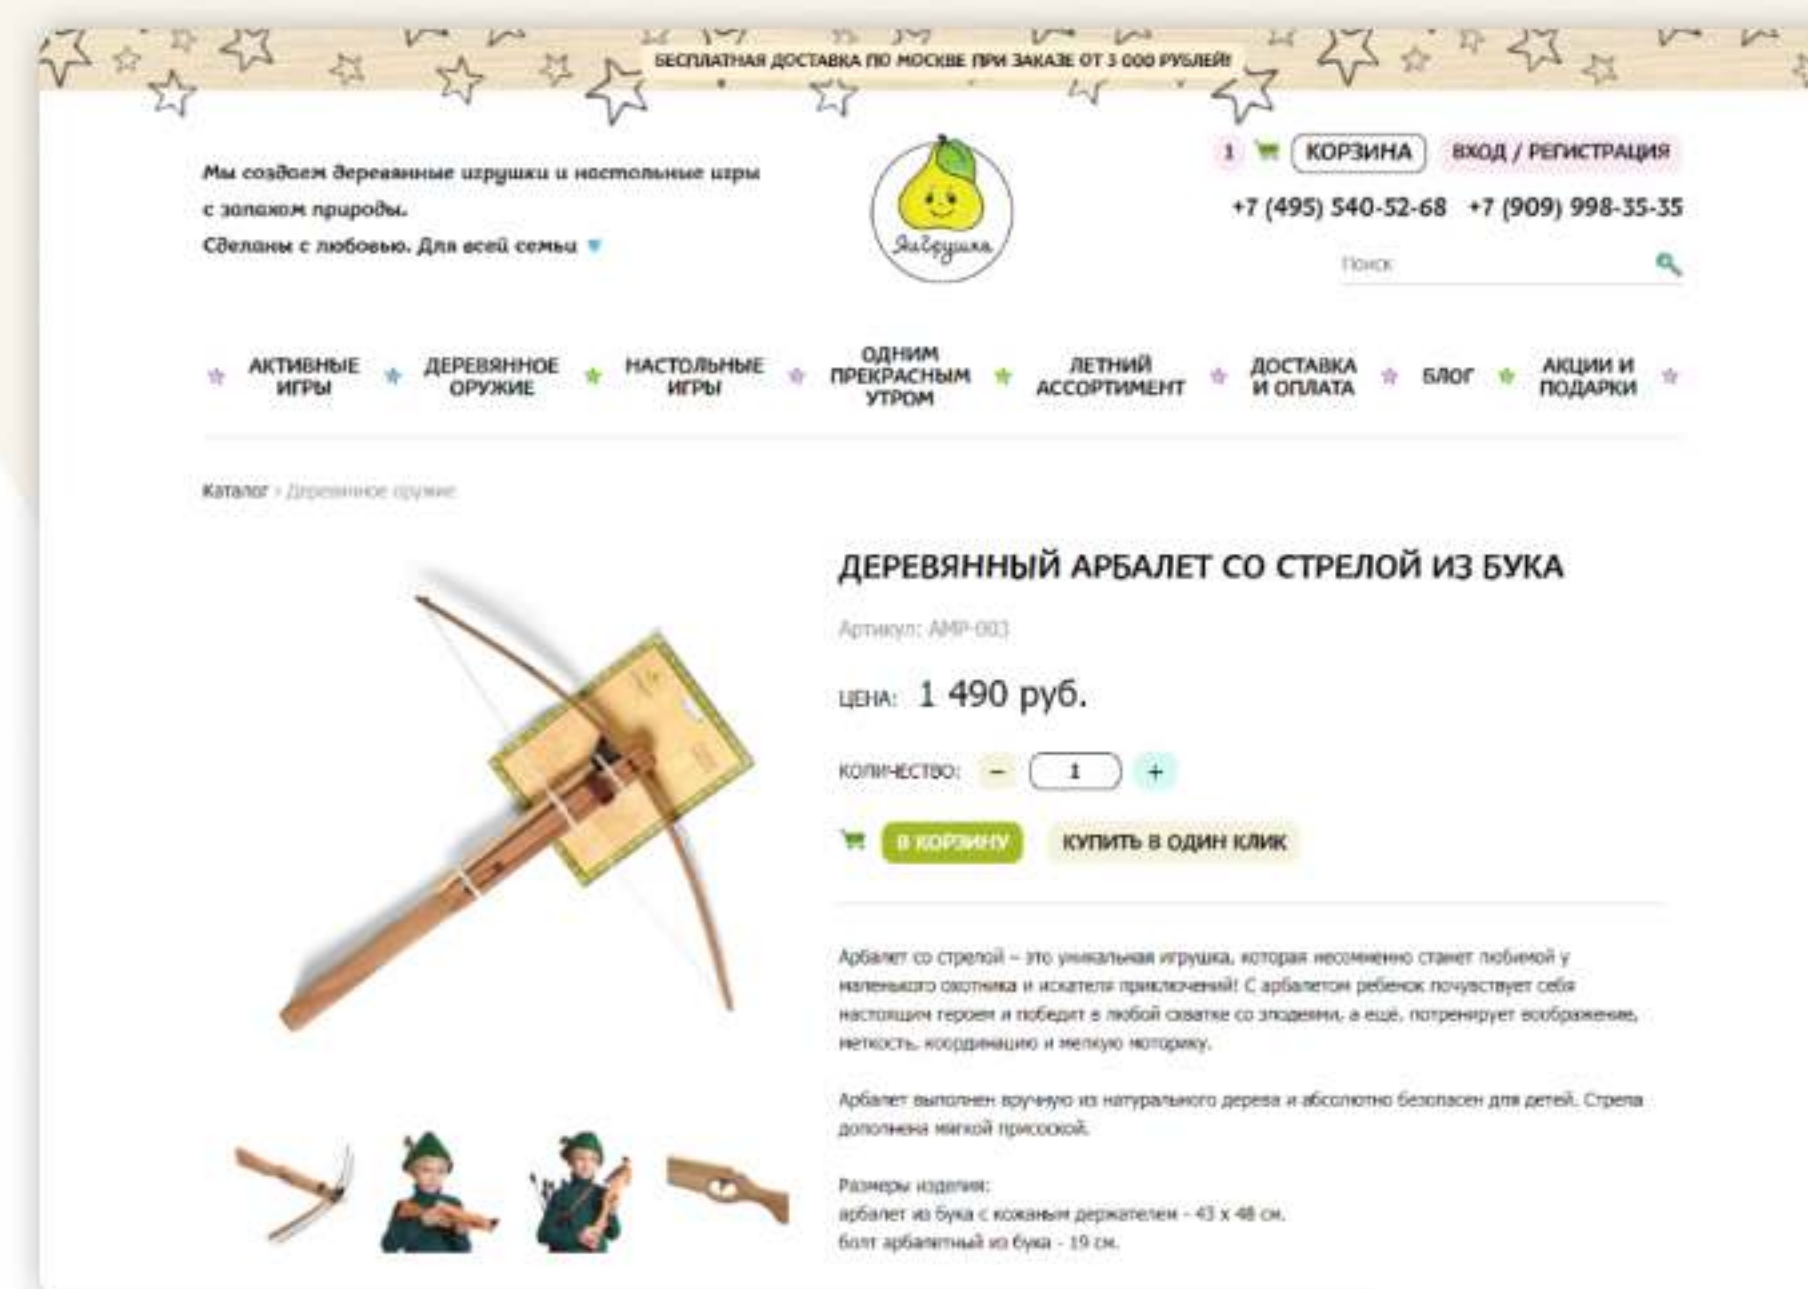 БЕСПЛАТНАЯ ДОСТАВКА ПО МОСКВЕ ПРИ ЗАКАЗЕ ОТ 3 000 РУБЛЕЙ!
Мы создаем деревянные игрушки и настольные игры
с запахом природы.
Сделаны с любовью. Для всей семьи
ЯиГрушка
1 КОРЗИНА ВХОД / РЕГИСТРАЦИЯ
+7 (495) 540-52-68 +7 (909) 998-35-35
Поиск
АКТИВНЫЕ ИГРЫ
ДЕРЕВЯННОЕ ОРУЖИЕ
НАСТОЛЬНЫЕ ИГРЫ
ОДНИМ ПРЕКРАСНЫМ УТРОМ
ЛЕТНИЙ АССОРТИМЕНТ
ДОСТАВКА И ОПЛАТА
БЛОГ
АКЦИИ И ПОДАРКИ
Каталог › Деревянное оружие
ДЕРЕВЯННЫЙ АРБАЛЕТ СО СТРЕЛОЙ ИЗ БУКА
Артикул: АМР-003
ЦЕНА: 1 490 руб.
КОЛИЧЕСТВО: − 1 +
В КОРЗИНУ КУПИТЬ В ОДИН КЛИК
Арбалет со стрелой – это уникальная игрушка, которая несомненно станет любимой у
маленького охотника и искателя приключений! С арбалетом ребенок почувствует себя
настоящим героем и победит в любой схватке со злодеями, а ещё, потренирует воображение,
меткость, координацию и мелкую моторику.
Арбалет выполнен вручную из натурального дерева и абсолютно безопасен для детей. Стрела
дополнена мягкой присоской.
Размеры изделия:
арбалет из бука с кожаным держателем - 43 х 48 см.
болт арбалетный из бука - 19 см.